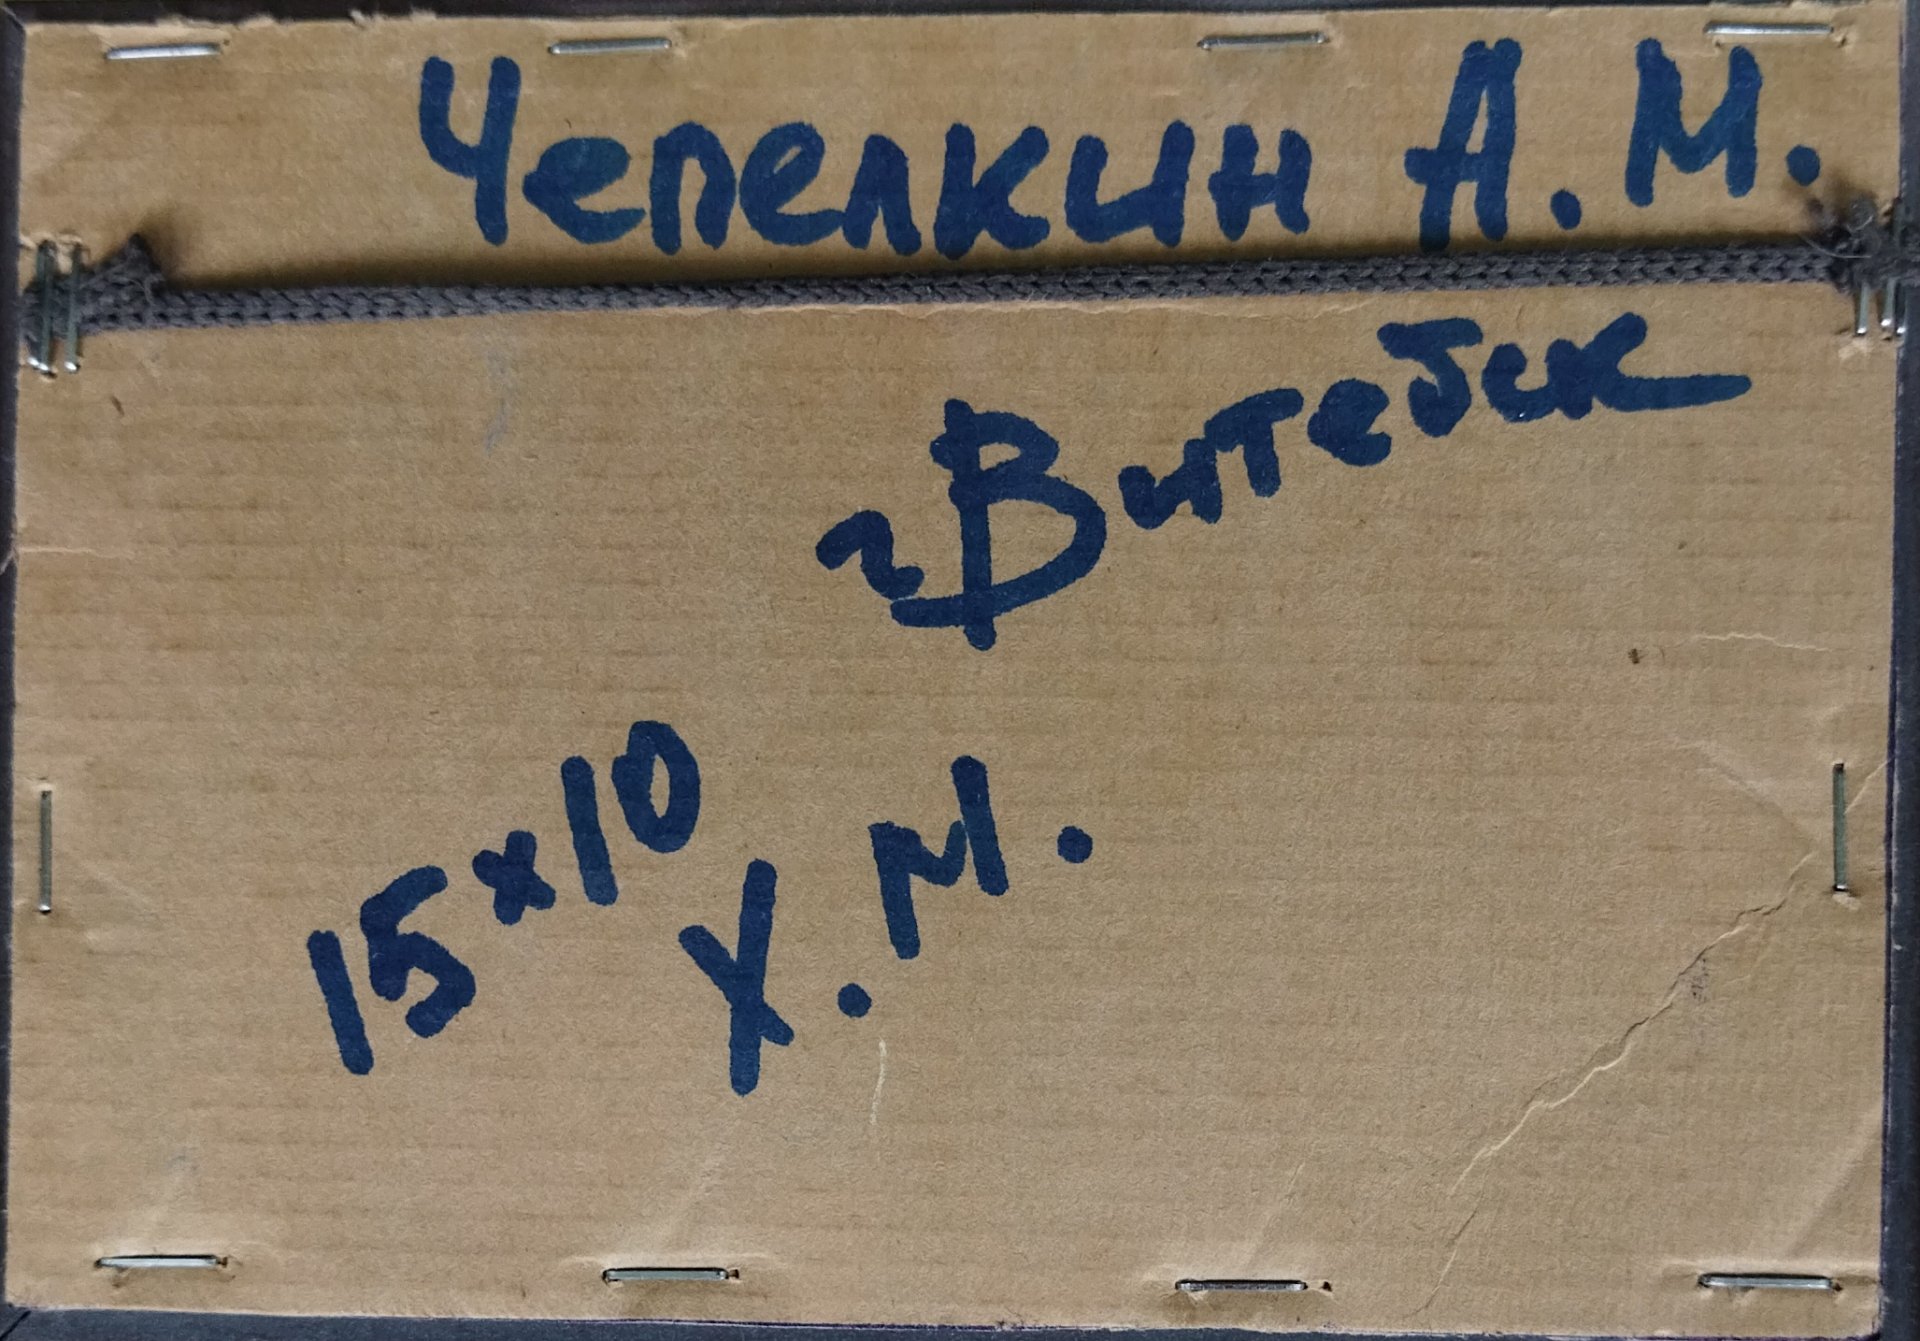 Чепелкин А.М.
г Витебск
15×10
Х.М.